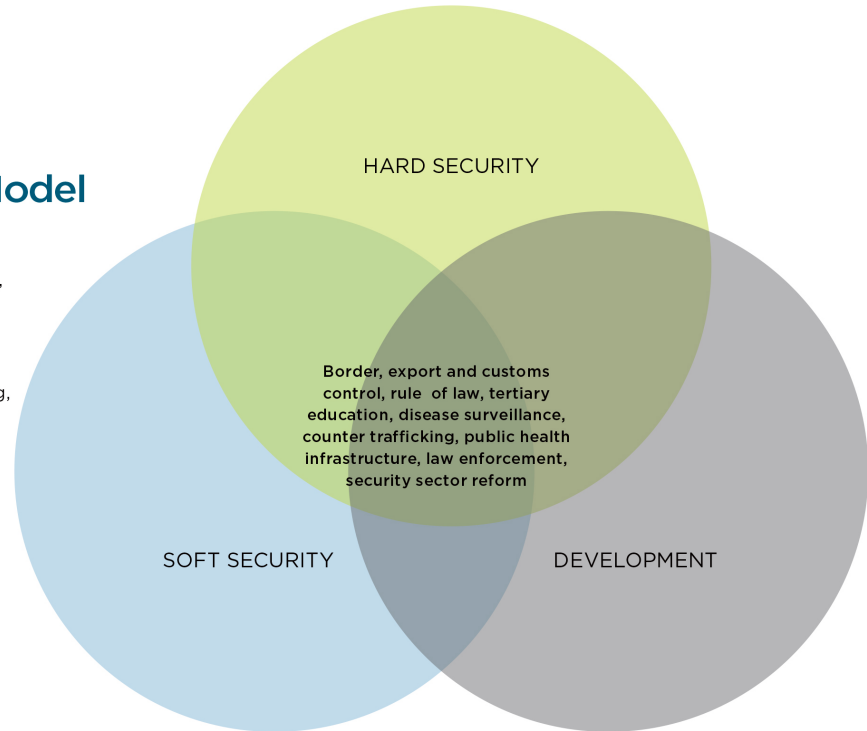 HARD SECURITY
odel
,
g,
Border, export and customs
control, rule of law, tertiary
education, disease surveillance,
counter trafficking, public health
infrastructure, law enforcement,
security sector reform
SOFT SECURITY
DEVELOPMENT